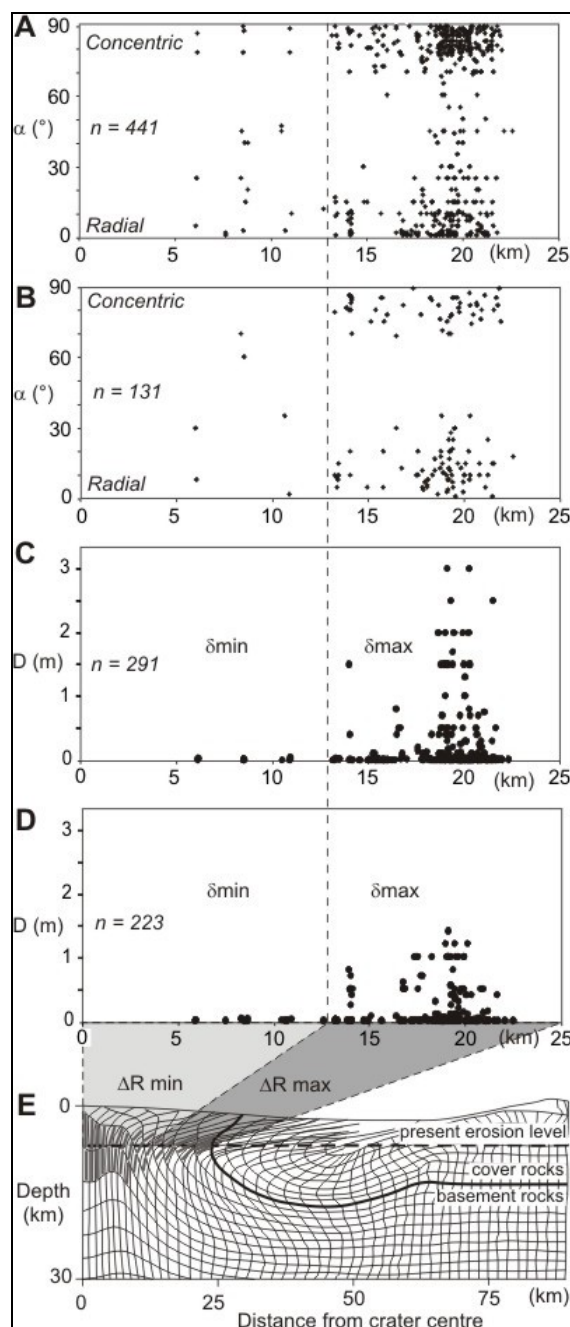 A
90
Concentric
60
α (°)
n = 441
30
Radial
0
0 5 10 15 20 (km) 25
B
90
Concentric
60
α (°)
n = 131
30
Radial
0
0 5 10 15 20 (km) 25
C
3
2
δmin δmax
D (m)
n = 291
1
0
0 5 10 15 20 (km) 25
D
3
2
δmin δmax
D (m)
n = 223
1
0
0 5 10 15 20 (km) 25
ΔR min ΔR max
E
0
present erosion level
cover rocks
Depth
basement rocks
(km)
30
0 25 50 75 (km)
Distance from crater centre